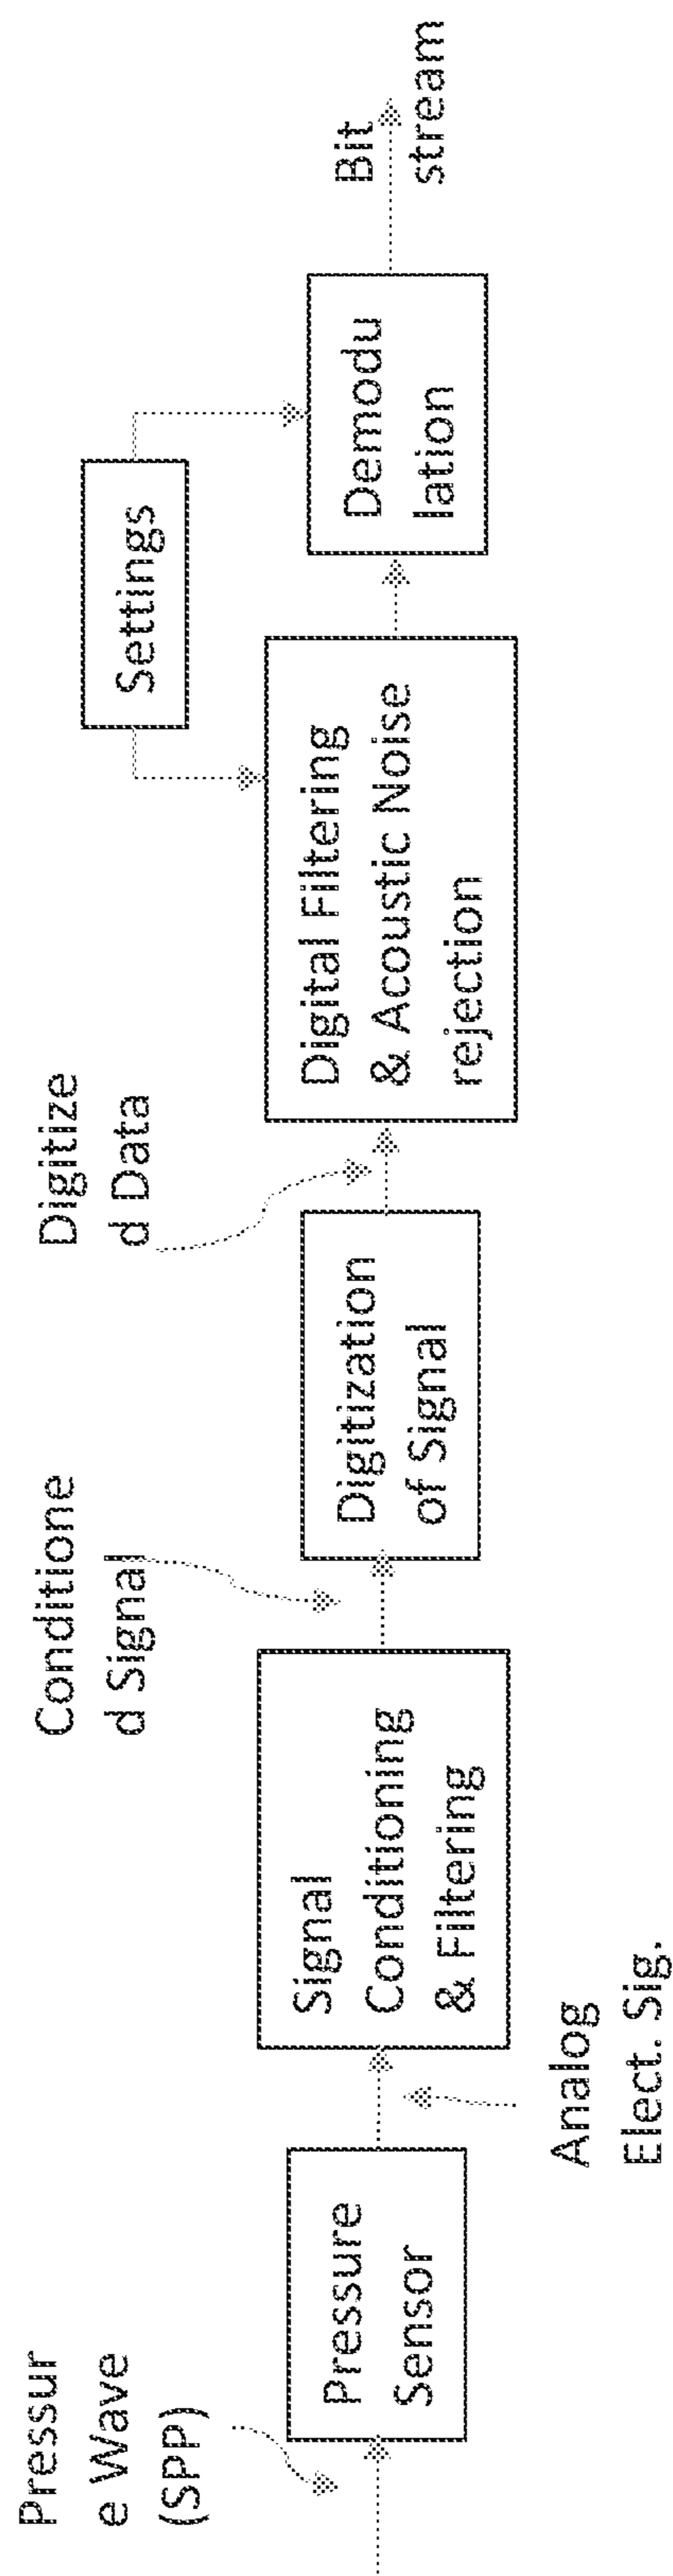 Pressur
e Wave
(SPP)
Pressure
Sensor
Analog
Elect. Sig.
Signal
Conditioning
& Filtering
Conditione
d Signal
Digitization
of Signal
Digitize
d Data
Digital Filtering
& Acoustic Noise
rejection
Settings
Demodu
lation
Bit
stream